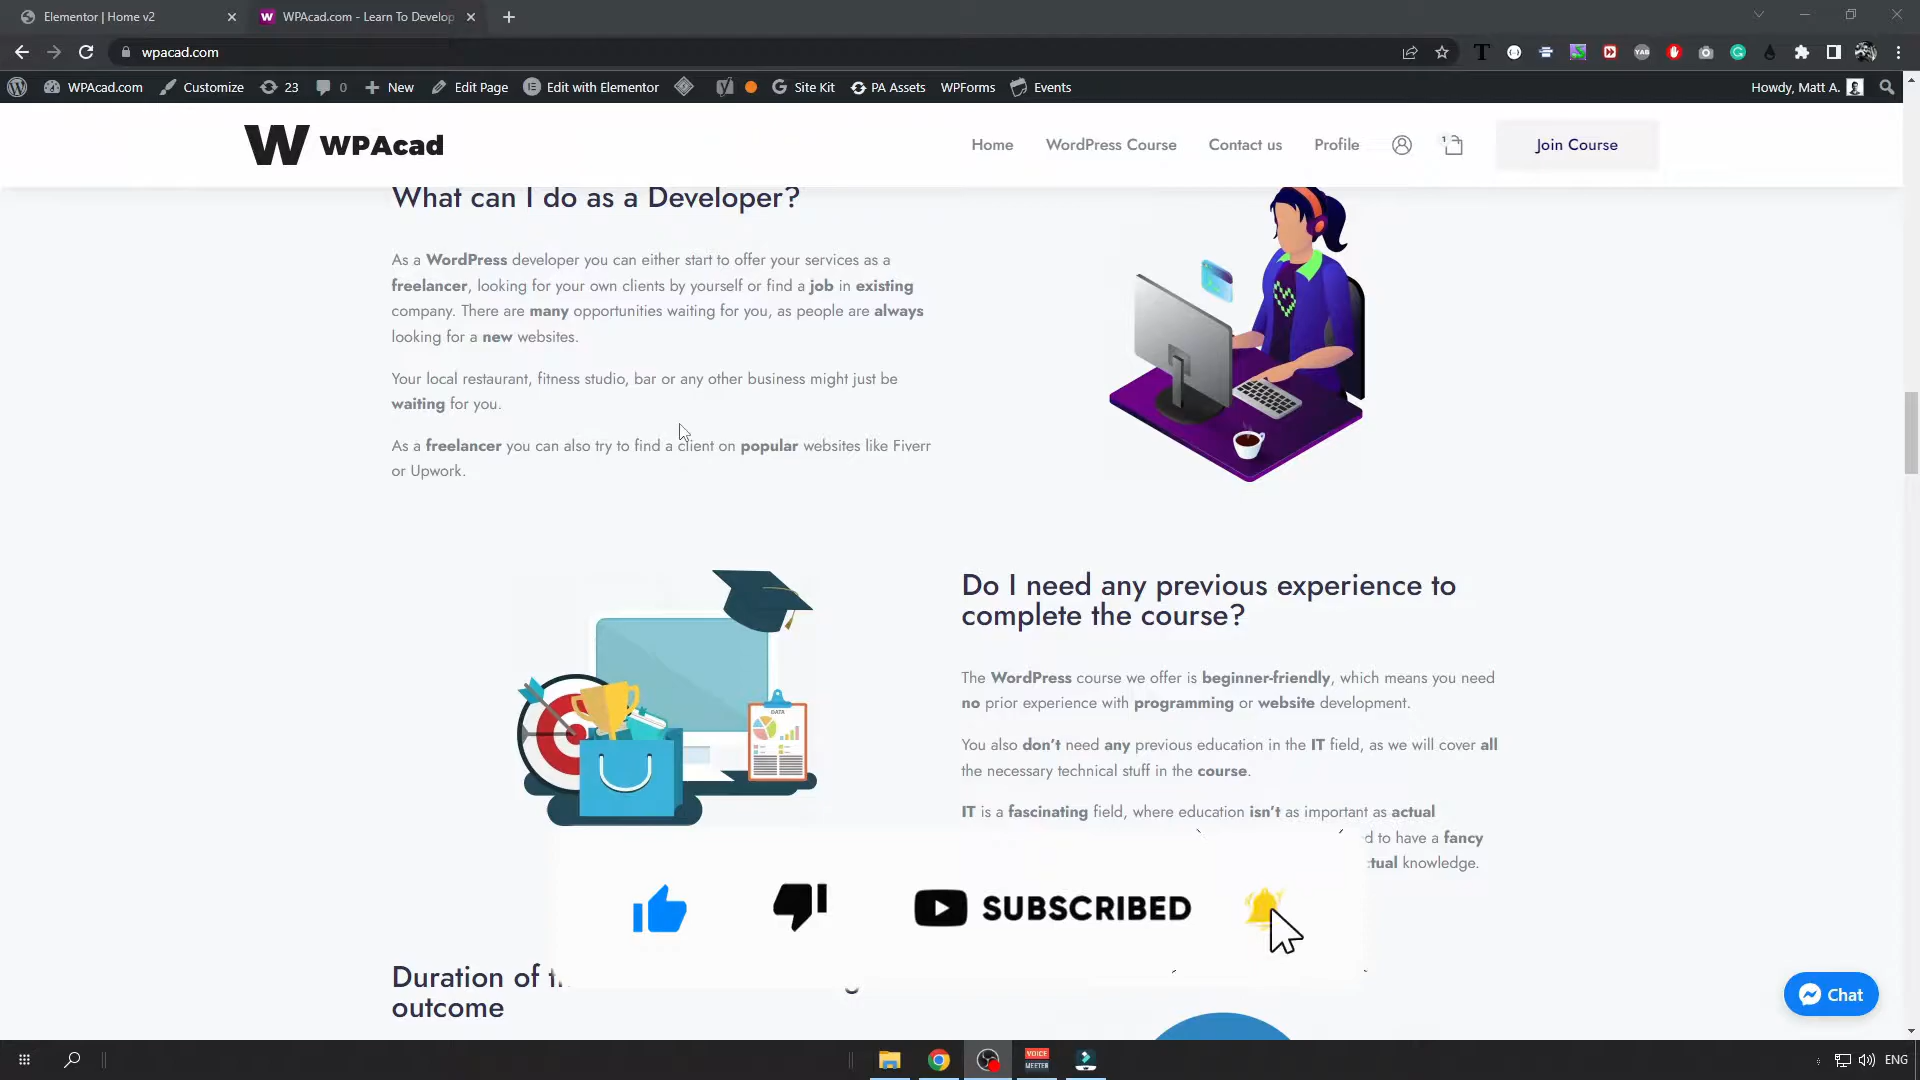 Elementor | Home v2
WPAcad.com - Learn To Develop
wpacad.com
WPAcad.com
Customize
23
0
New
Edit Page
Edit with Elementor
Site Kit
PA Assets
WPForms
Events
Howdy, Matt A.
WPAcad
Home
WordPress Course
Contact us
Profile
1
Join Course
What can I do as a Developer?
As a WordPress developer you can either start to offer your services as a
freelancer, looking for your own clients by yourself or find a job in existing
company. There are many opportunities waiting for you, as people are always
looking for a new websites.
Your local restaurant, fitness studio, bar or any other business might just be
waiting for you.
As a freelancer you can also try to find a client on popular websites like Fiverr
or Upwork.
DATA
Do I need any previous experience to
complete the course?
The WordPress course we offer is beginner-friendly, which means you need
no prior experience with programming or website development.
You also don't need any previous education in the IT field, as we will cover all
the necessary technical stuff in the course.
IT is a fascinating field, where education isn't as important as actual
to have a fancy
knowledge.
SUBSCRIBED
Duration of
outcome
Chat
VOICE
MEETER
ENG